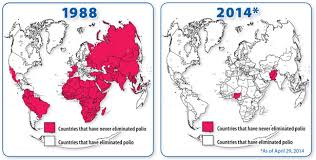 1988
Countries that have never eliminated polio
Countries that have eliminated polio
2014*
Countries that have never eliminated polio
Countries that have eliminated polio
*As of April 29, 2014